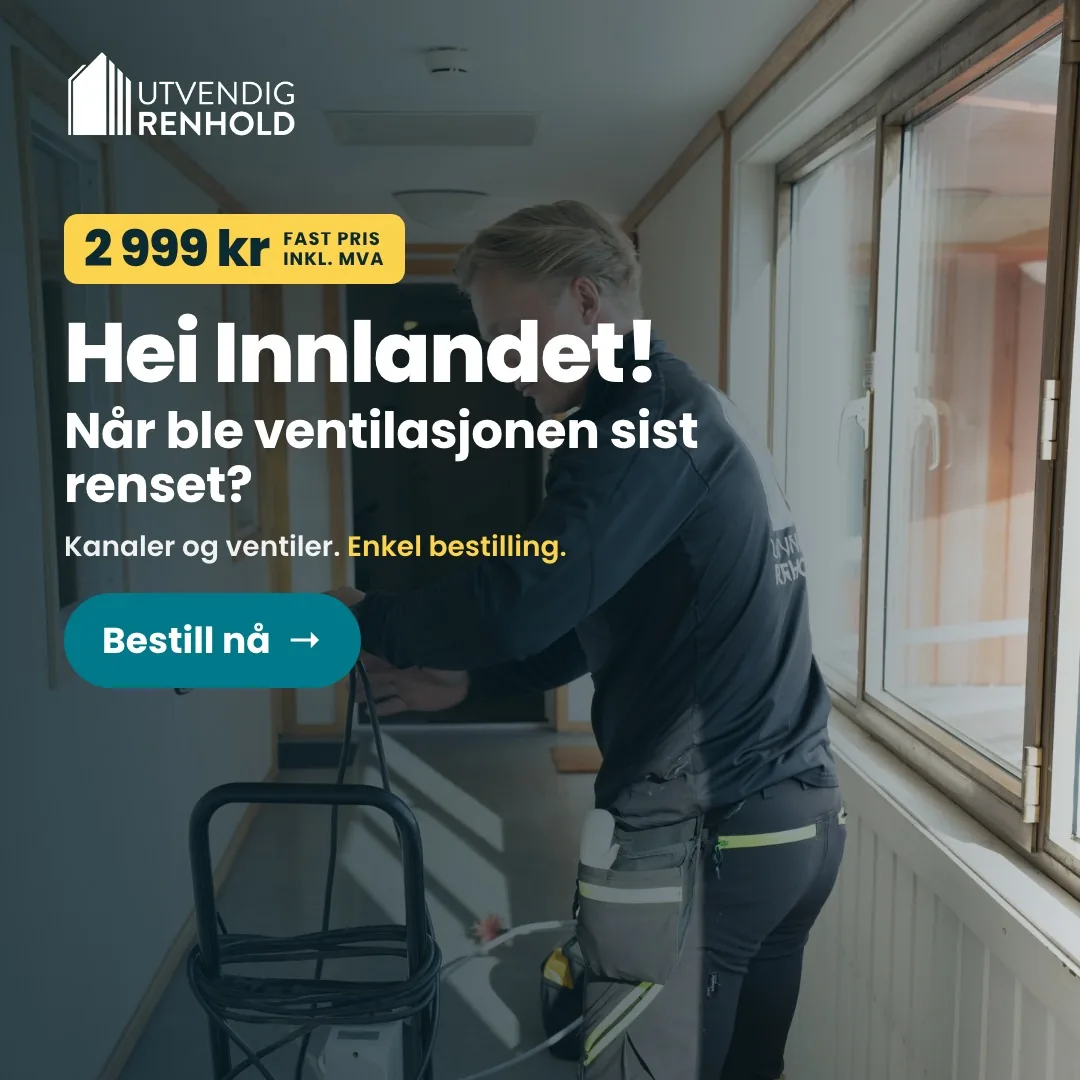 UTVENDIG
RENHOLD
2 999 kr
FAST PRIS
INKL. MVA
Hei Innlandet!
Når ble ventilasjonen sist
renset?
Kanaler og ventiler. Enkel bestilling.
Bestill nå →